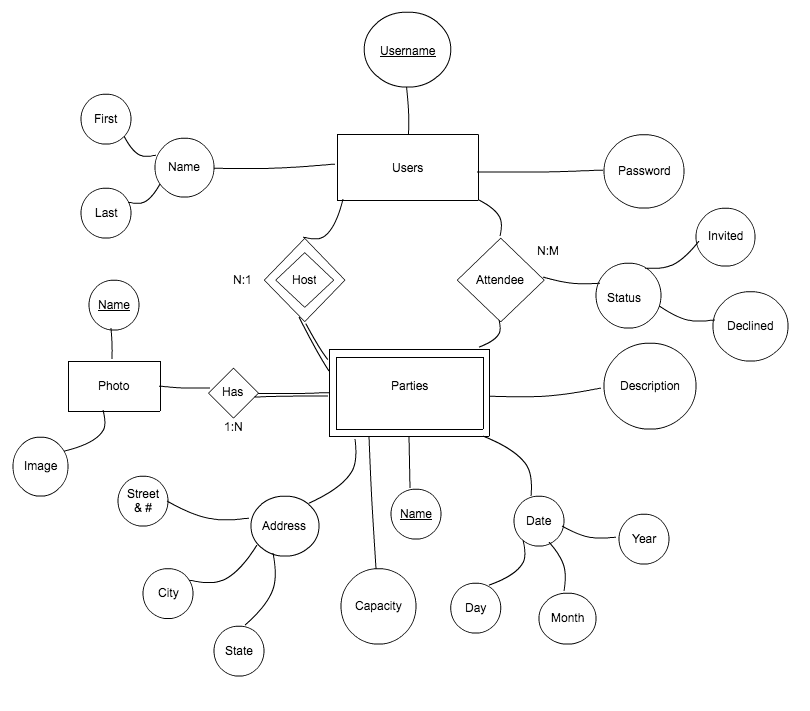 Username
First
Name
Users
Password
Last
Invited
N:M
N:1
Host
Attendee
Status
Name
Declined
Photo
Has
Parties
Description
1:N
Image
Street
& #
Address
Name
Date
Year
City
Capacity
Day
Month
State